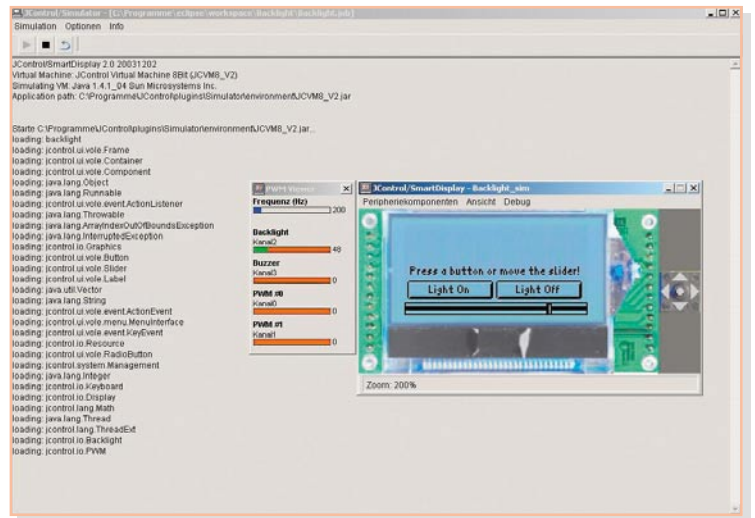 JControl/Simulator - [C:\Programme\eclipse\workspace\Backlight\Backlight.jcb]
Simulation Optionen Info
JControl/SmartDisplay 2.0 20031202
Virtual Machine: JControl Virtual Machine 8Bit (JCVM8_V2)
Simulating VM: Java 1.4.1_04 Sun Microsystems Inc.
Application path: C:\Programme\JControl\plugins\Simulator\environment\JCVM8_V2.jar
Starte C:\Programme\JControl\plugins\Simulator\environment\JCVM8_V2.jar...
loading: backlight
loading: jcontrol.ui.vole.Frame
loading: jcontrol.ui.vole.Container
loading: jcontrol.ui.vole.Component
loading: java.lang.Object
loading: java.lang.Runnable
loading: jcontrol.ui.vole.event.ActionListener
loading: java.lang.Throwable
loading: java.lang.ArrayIndexOutOfBoundsException
loading: java.lang.InterruptedException
loading: jcontrol.io.Graphics
loading: jcontrol.ui.vole.Button
loading: jcontrol.ui.vole.Slider
loading: jcontrol.ui.vole.Label
loading: java.util.Vector
loading: java.lang.String
loading: jcontrol.ui.vole.event.ActionEvent
loading: jcontrol.ui.vole.menu.MenuInterface
loading: jcontrol.ui.vole.event.KeyEvent
loading: jcontrol.io.Resource
loading: jcontrol.ui.vole.RadioButton
loading: jcontrol.system.Management
loading: java.lang.Integer
loading: jcontrol.io.Keyboard
loading: jcontrol.io.Display
loading: jcontrol.lang.Math
loading: java.lang.Thread
loading: jcontrol.lang.ThreadExt
loading: jcontrol.io.Backlight
loading: jcontrol.io.PWM
PWM Viewer
Frequenz (Hz)
200
Backlight
Kanal2
48
Buzzer
Kanal3
0
PWM #0
Kanal0
0
PWM #1
Kanal1
0
JControl/SmartDisplay - Backlight_sim
Peripheriekomponenten Ansicht Debug
Press a button or move the slider!
Light On Light Off
Zoom: 200%